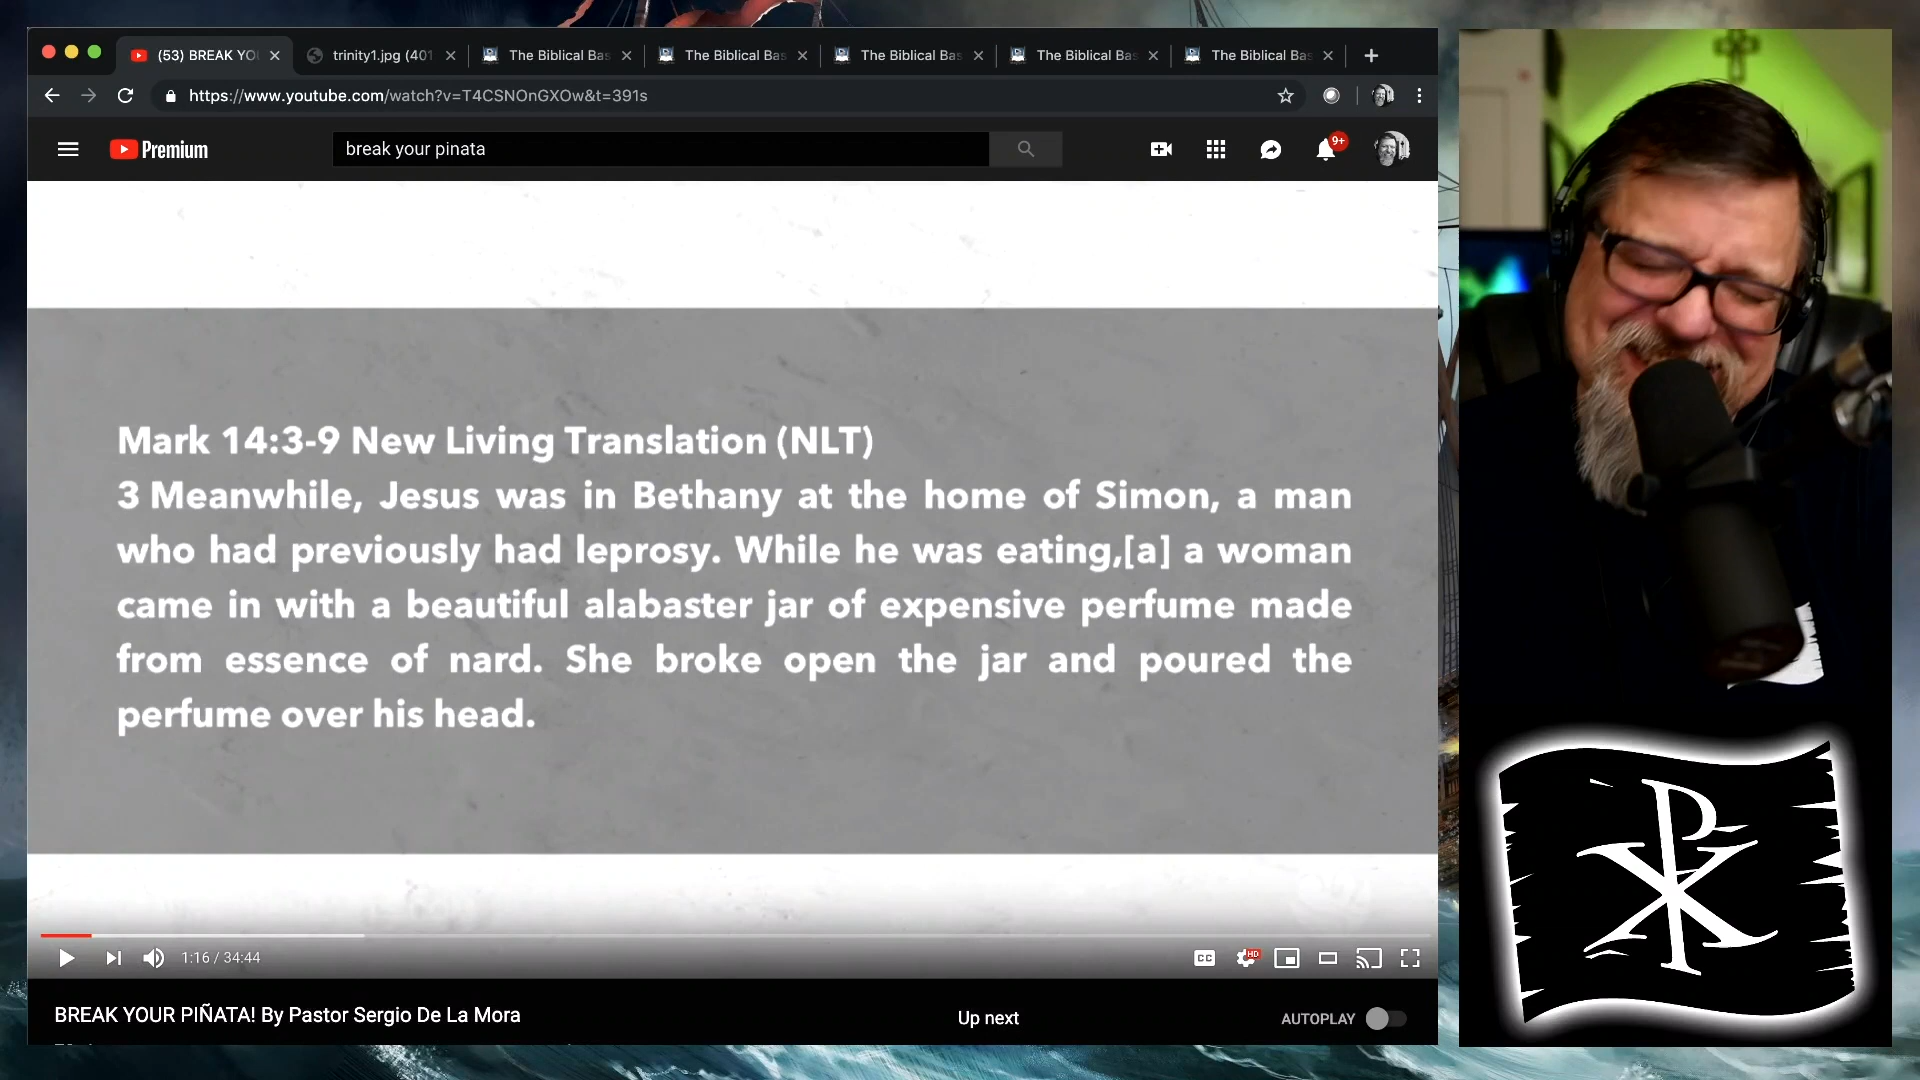 (53) BREAK YO
trinity1.jpg (401
The Biblical Bas
The Biblical Bas
The Biblical Bas
The Biblical Bas
The Biblical Bas
https://www.youtube.com/watch?v=T4CSNOnGXOw&t=391s
Premium
break your pinata
9+
Mark 14:3-9 New Living Translation (NLT)
3 Meanwhile, Jesus was in Bethany at the home of Simon, a man
who had previously had leprosy. While he was eating,[a] a woman
came in with a beautiful alabaster jar of expensive perfume made
from essence of nard. She broke open the jar and poured the
perfume over his head.
1:16 / 34:44
CC
HD
BREAK YOUR PIÑATA! By Pastor Sergio De La Mora
Up next
AUTOPLAY